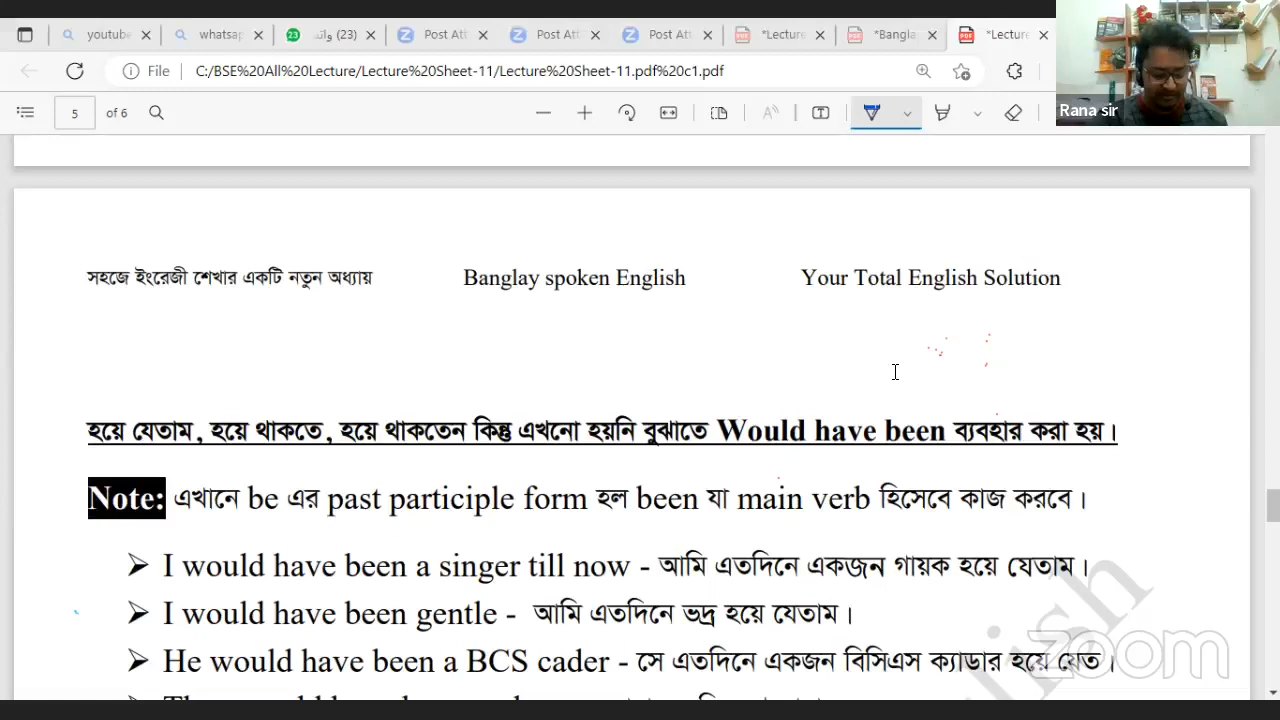 youtube
whatsap
23
(23) وات
Post Att
Post Att
Post Att
*Lecture
*Bangla
*Lecture
File
C:/BSE%20All%20Lecture/Lecture%20Sheet-11/Lecture%20Sheet-11.pdf%20c1.pdf
5 of 6
Rana sir
সহজে ইংরেজী শেখার একটি নতুন অধ্যায় Banglay spoken English Your Total English Solution
হয়ে যেতাম, হয়ে থাকতে, হয়ে থাকতেন কিন্তু এখনো হয়নি বুঝাতে Would have been ব্যবহার করা হয়।
Note: এখানে be এর past participle form হল been যা main verb হিসেবে কাজ করবে।
➢ I would have been a singer till now - আমি এতদিনে একজন গায়ক হয়ে যেতাম।
➢ I would have been gentle - আমি এতদিনে ভদ্র হয়ে যেতাম।
➢ He would have been a BCS cader - সে এতদিনে একজন বিসিএস ক্যাডার হয়ে যেত।
zoom